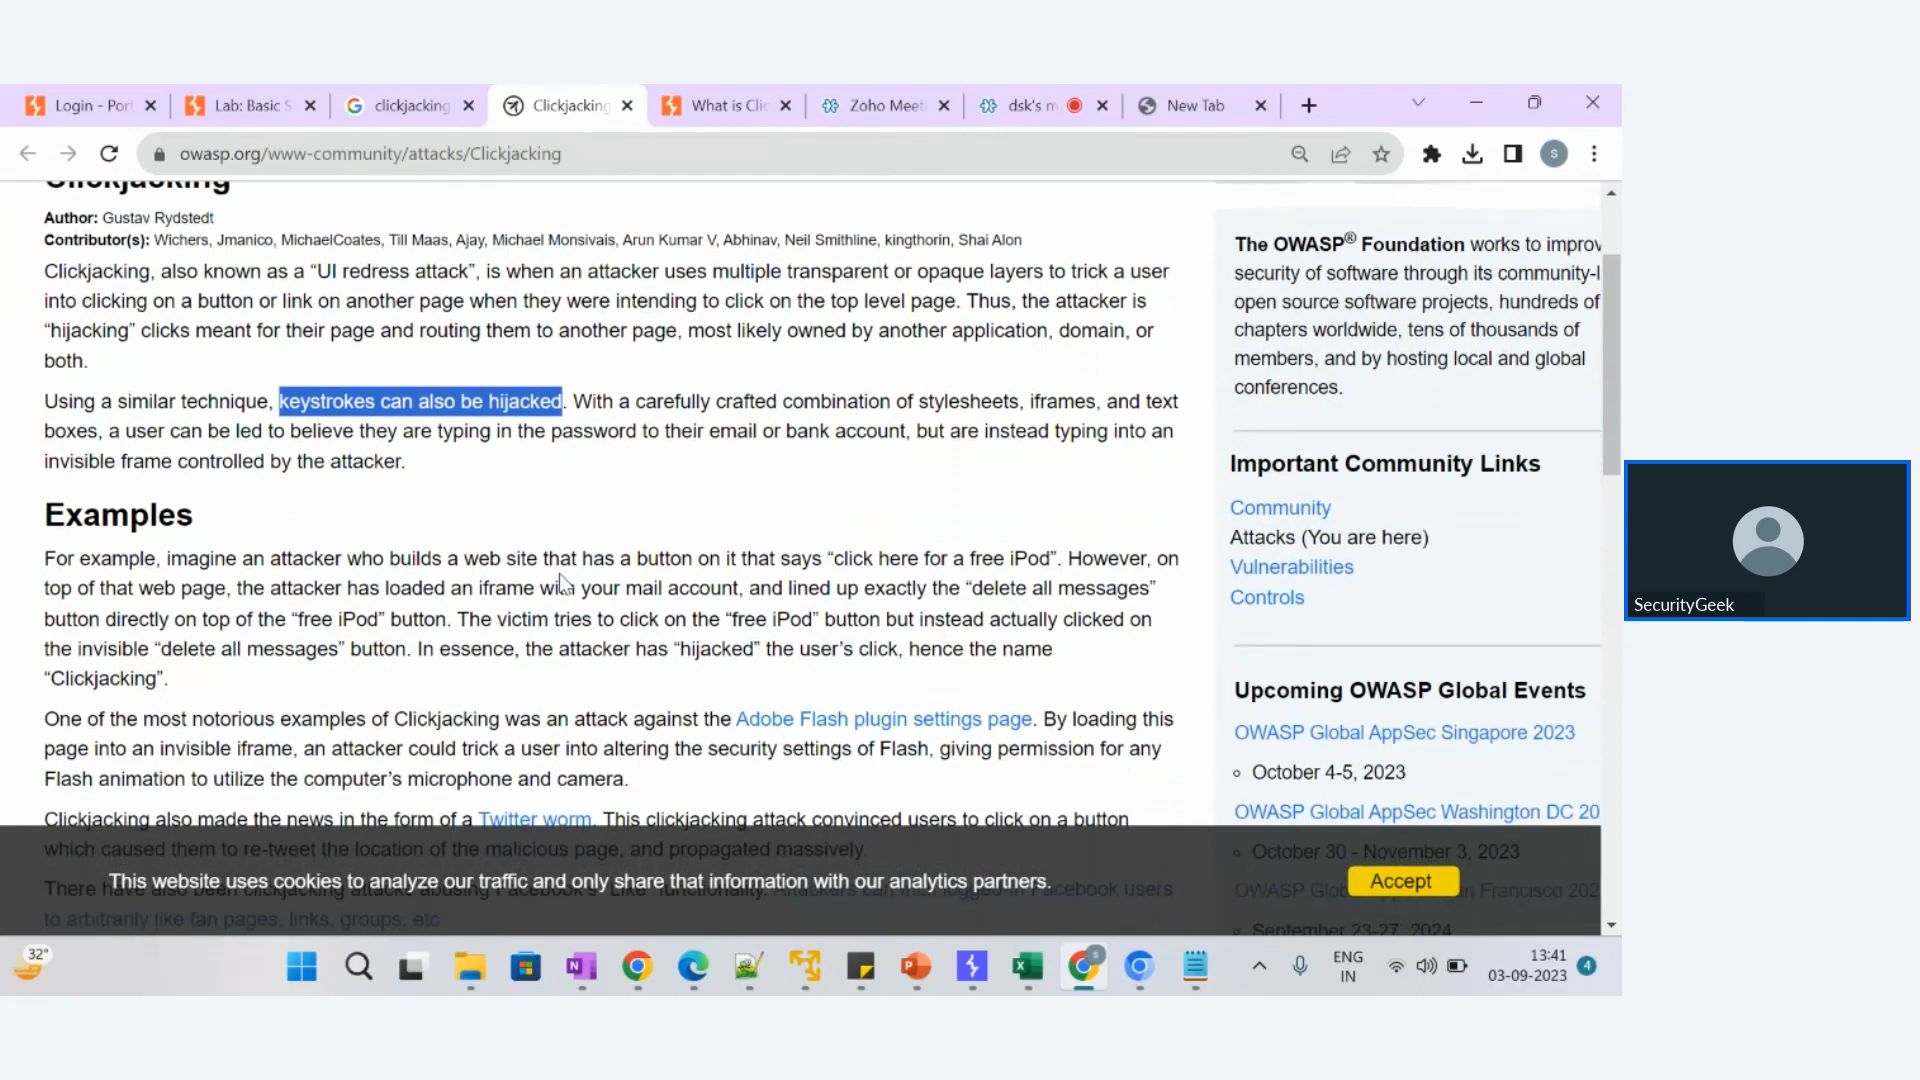 Login - Port
Lab: Basic S
clickjacking
Clickjacking
What is Clic
Zoho Meeti
dsk's m
New Tab
owasp.org/www-community/attacks/Clickjacking
S
Clickjacking
Author: Gustav Rydstedt
Contributor(s): Wichers, Jmanico, MichaelCoates, Till Maas, Ajay, Michael Monsivais, Arun Kumar V, Abhinav, Neil Smithline, kingthorin, Shai Alon
Clickjacking, also known as a “UI redress attack”, is when an attacker uses multiple transparent or opaque layers to trick a user
into clicking on a button or link on another page when they were intending to click on the top level page. Thus, the attacker is
“hijacking” clicks meant for their page and routing them to another page, most likely owned by another application, domain, or
both.
Using a similar technique, keystrokes can also be hijacked. With a carefully crafted combination of stylesheets, iframes, and text
boxes, a user can be led to believe they are typing in the password to their email or bank account, but are instead typing into an
invisible frame controlled by the attacker.
Examples
For example, imagine an attacker who builds a web site that has a button on it that says “click here for a free iPod”. However, on
top of that web page, the attacker has loaded an iframe with your mail account, and lined up exactly the “delete all messages”
button directly on top of the “free iPod” button. The victim tries to click on the “free iPod” button but instead actually clicked on
the invisible “delete all messages” button. In essence, the attacker has “hijacked” the user’s click, hence the name
“Clickjacking”.
One of the most notorious examples of Clickjacking was an attack against the Adobe Flash plugin settings page. By loading this
page into an invisible iframe, an attacker could trick a user into altering the security settings of Flash, giving permission for any
Flash animation to utilize the computer’s microphone and camera.
Clickjacking also made the news in the form of a Twitter worm. This clickjacking attack convinced users to click on a button
which caused them to re-tweet the location of the malicious page, and propagated massively.
There have also been clickjacking attacks abusing Facebook’s “Like” functionality. Attackers can trick logged-in Facebook users
to arbitrarily like fan pages, links, groups, etc
This website uses cookies to analyze our traffic and only share that information with our analytics partners.
Accept
The OWASP® Foundation works to improv
security of software through its community-l
open source software projects, hundreds of
chapters worldwide, tens of thousands of
members, and by hosting local and global
conferences.
Important Community Links
Community
Attacks (You are here)
Vulnerabilities
Controls
Upcoming OWASP Global Events
OWASP Global AppSec Singapore 2023
October 4-5, 2023
OWASP Global AppSec Washington DC 20
October 30 - November 3, 2023
OWASP Glob
n Francisco 202
September 23-27, 2024
SecurityGeek
32°
ENG
IN
13:41
03-09-2023
4